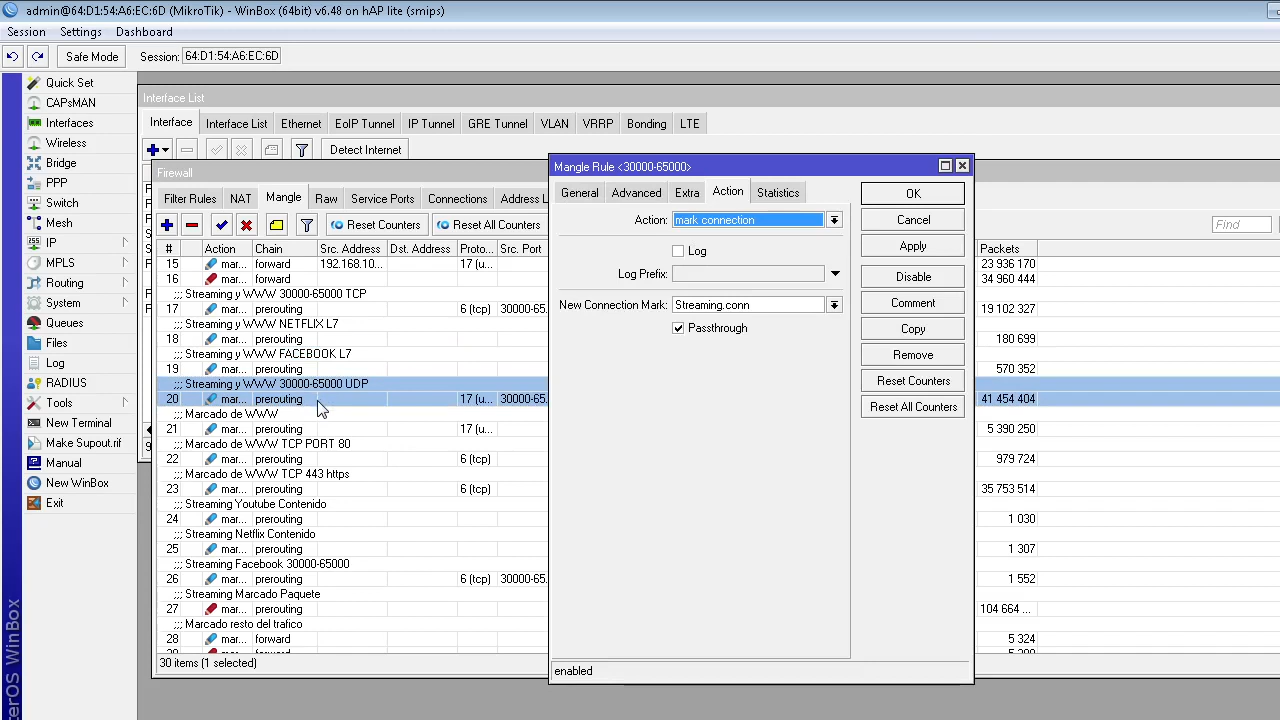 admin@64:D1:54:A6:EC:6D (MikroTik) - WinBox (64bit) v6.48 on hAP lite (smips)
Session Settings Dashboard
Safe Mode Session: 64:D1:54:A6:EC:6D
Quick Set
CAPsMAN
Interfaces
Wireless
Bridge
PPP
Switch
Mesh
IP
MPLS
Routing
System
Queues
Files
Log
RADIUS
Tools
New Terminal
Make Supout.rif
Manual
New WinBox
Exit
terOS WinBox
Interface List
Interface Interface List Ethernet EoIP Tunnel IP Tunnel GRE Tunnel VLAN VRRP Bonding LTE
Detect Internet
Firewall
Filter Rules NAT Mangle Raw Service Ports Connections Address L
Reset Counters Reset All Counters Find
# Action Chain Src. Address Dst. Address Proto... Src. Port Packets
15 mar... forward 192.168.10... 17 (u... 23 936 170
16 mar... forward 34 960 444
;;; Streaming y WWW 30000-65000 TCP
17 mar... prerouting 6 (tcp) 30000-65 19 102 327
;;; Streaming y WWW NETFLIX L7
18 mar... prerouting 180 699
;;; Streaming y WWW FACEBOOK L7
19 mar... prerouting 570 352
;;; Streaming y WWW 30000-65000 UDP
20 mar... prerouting 17 (u... 30000-65. 41 454 404
;;; Marcado de WWW
21 mar... prerouting 17 (u... 5 390 250
;;; Marcado de WWW TCP PORT 80
22 mar... prerouting 6 (tcp) 979 724
;;; Marcado de WWW TCP 443 https
23 mar... prerouting 6 (tcp) 35 753 514
;;; Streaming Youtube Contenido
24 mar... prerouting 1 030
;;; Streaming Netflix Contenido
25 mar... prerouting 1 307
;;; Streaming Facebook 30000-65000
26 mar... prerouting 6 (tcp) 30000-65. 1 552
;;; Streaming Marcado Paquete
27 mar... prerouting 104 664 ...
;;; Marcado resto del trafico
28 mar... forward 5 324
30 items (1 selected)
Mangle Rule <30000-65000>
General Advanced Extra Action Statistics
Action: mark connection
Log
Log Prefix:
New Connection Mark: Streaming conn
Passthrough
OK
Cancel
Apply
Disable
Comment
Copy
Remove
Reset Counters
Reset All Counters
enabled